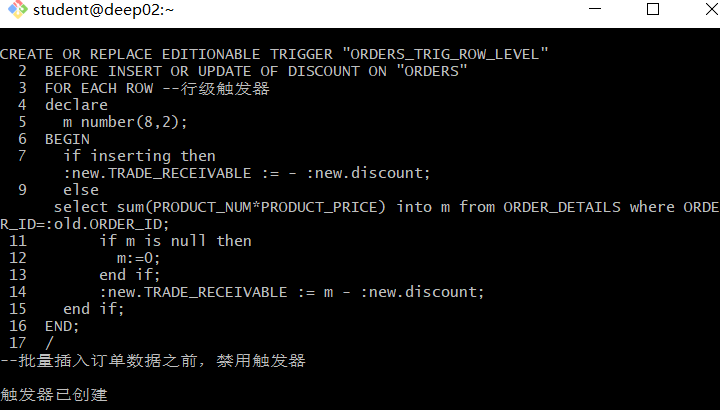 student@deep02:~
CREATE OR REPLACE EDITIONABLE TRIGGER "ORDERS_TRIG_ROW_LEVEL"
  2  BEFORE INSERT OR UPDATE OF DISCOUNT ON "ORDERS"
  3  FOR EACH ROW --行级触发器
  4  declare
  5    m number(8,2);
  6  BEGIN
  7    if inserting then
       :new.TRADE_RECEIVABLE := - :new.discount;
  9    else
      select sum(PRODUCT_NUM*PRODUCT_PRICE) into m from ORDER_DETAILS where ORDE
R_ID=:old.ORDER_ID;
 11        if m is null then
 12          m:=0;
 13        end if;
 14        :new.TRADE_RECEIVABLE := m - :new.discount;
 15    end if;
 16  END;
 17  /
--批量插入订单数据之前，禁用触发器
触发器已创建